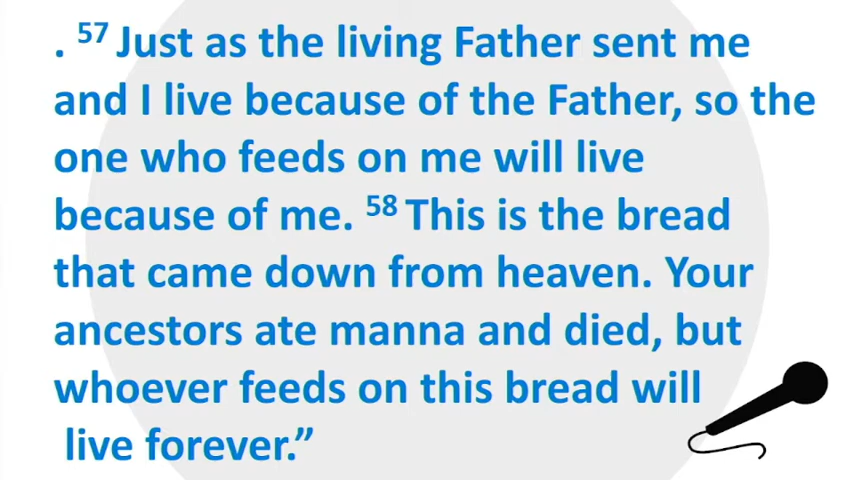 . 57 Just as the living Father sent me
and I live because of the Father, so the
one who feeds on me will live
because of me. 58 This is the bread
that came down from heaven. Your
ancestors ate manna and died, but
whoever feeds on this bread will
live forever.”